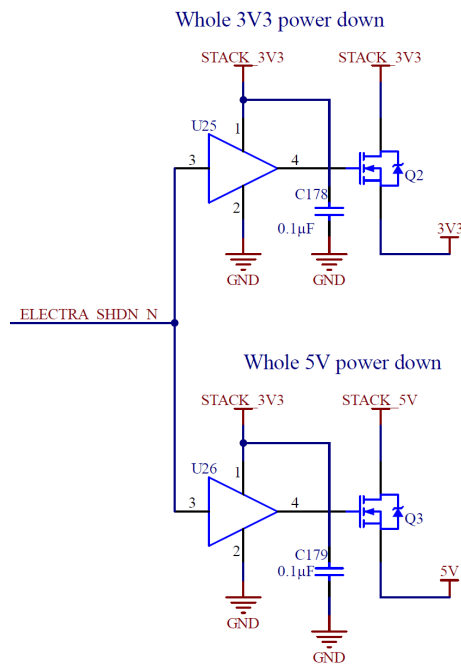 Whole 3V3 power down
STACK_3V3 STACK_3V3
U25
1
3 4
Q2
2
C178
0.1µF
3V3
GND GND
ELECTRA_SHDN_N
Whole 5V power down
STACK_3V3 STACK_5V
U26
1
3 4
Q3
2
C179
0.1µF
5V
GND
GND